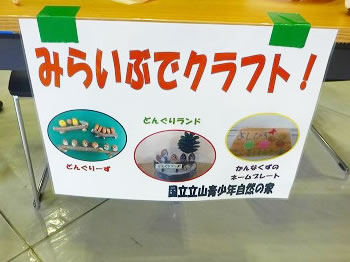 みらいぶでクラフト！
どんぐりランド
どんぐりーず
かんなくずの
ネームプレート
国立立山青少年自然の家